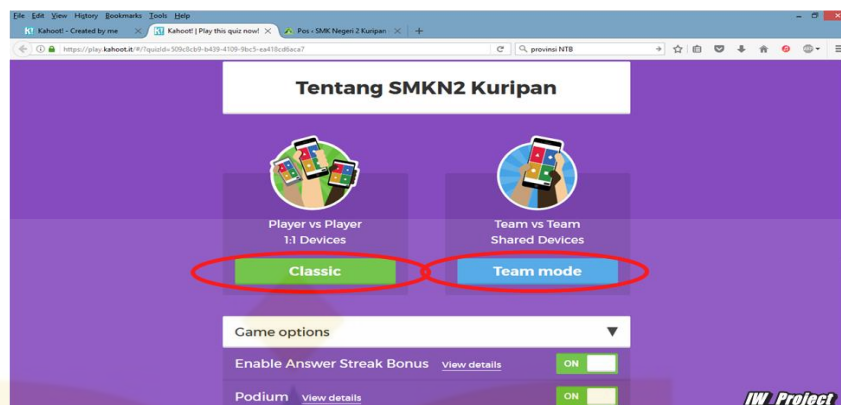 File Edit View History Bookmarks Tools Help
Kahoot! - Created by me
Kahoot! | Play this quiz now!
Pos - SMK Negeri 2 Kuripan
https://play.kahoot.it/#/?quizId=509c8cb9-b439-4109-9bc5-ea418cd6aca7
provinsi NTB
Tentang SMKN2 Kuripan
Player vs Player
1:1 Devices
Classic
Team vs Team
Shared Devices
Team mode
Game options
Enable Answer Streak Bonus View details ON
Podium View details ON
IW Project